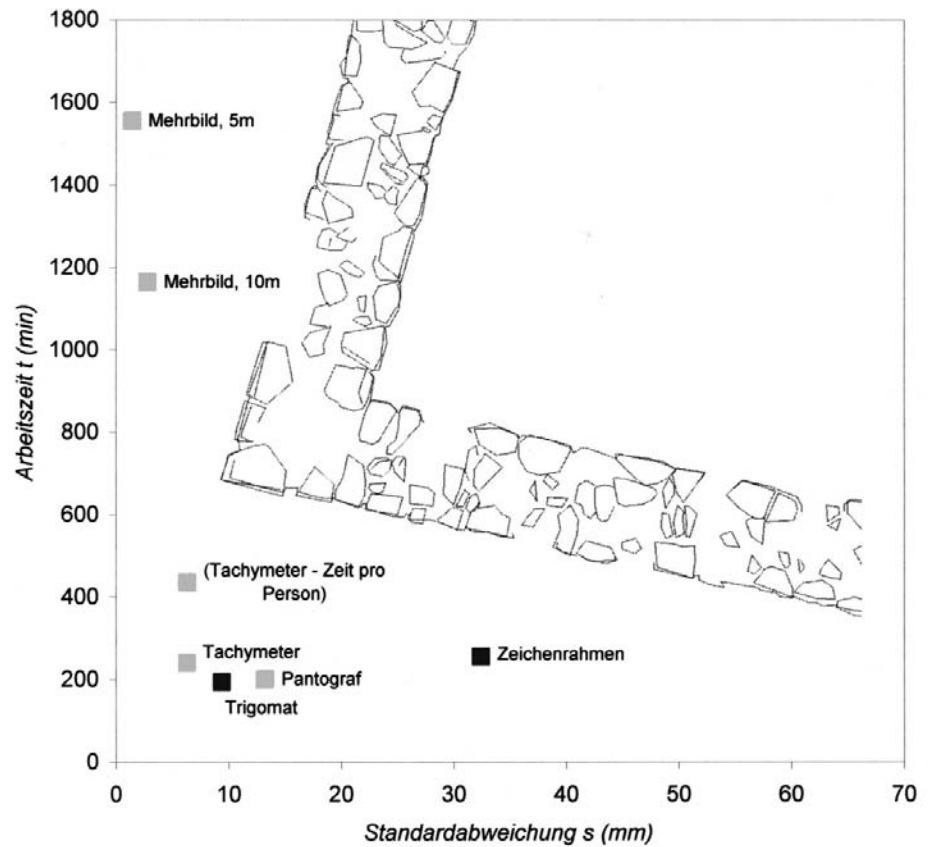 1800
1600
1400
1200
1000
800
600
400
200
0
Arbeitszeit t (min)
Mehrbild, 5m
Mehrbild, 10m
(Tachymeter - Zeit pro
Person)
Tachymeter
Zeichenrahmen
Pantograf
Trigomat
0 10 20 30 40 50 60 70
Standardabweichung s (mm)